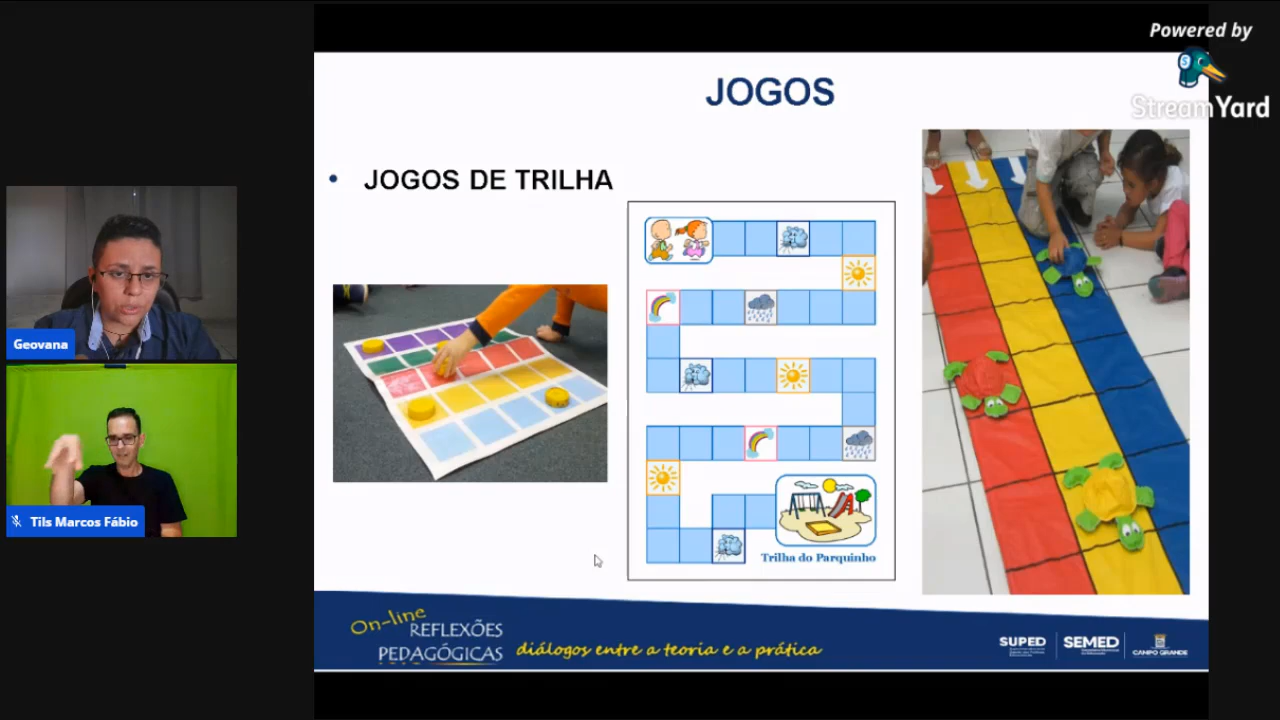 Powered by
StreamYard
JOGOS
• JOGOS DE TRILHA
Geovana
Tils Marcos Fábio
Trilha do Parquinho
On-line
REFLEXÕES
PEDAGÓGICAS
diálogos entre a teoria e a prática
SUPED
SEMED
CAMPO GRANDE